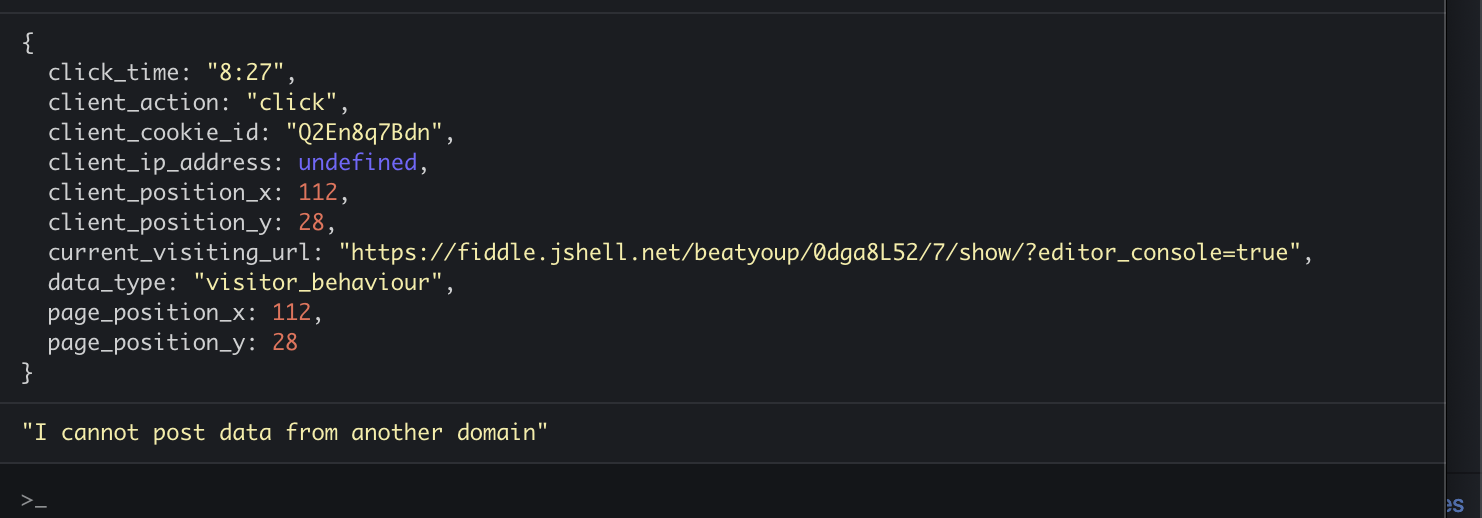 {
click_time: "8:27",
client_action: "click",
client_cookie_id: "Q2En8q7Bdn",
client_ip_address: undefined,
client_position_x: 112,
client_position_y: 28,
current_visiting_url: "https://fiddle.jshell.net/beatyoup/0dga8L52/7/show/?editor_console=true",
data_type: "visitor_behaviour",
page_position_x: 112,
page_position_y: 28
}
"I cannot post data from another domain"
>_
es